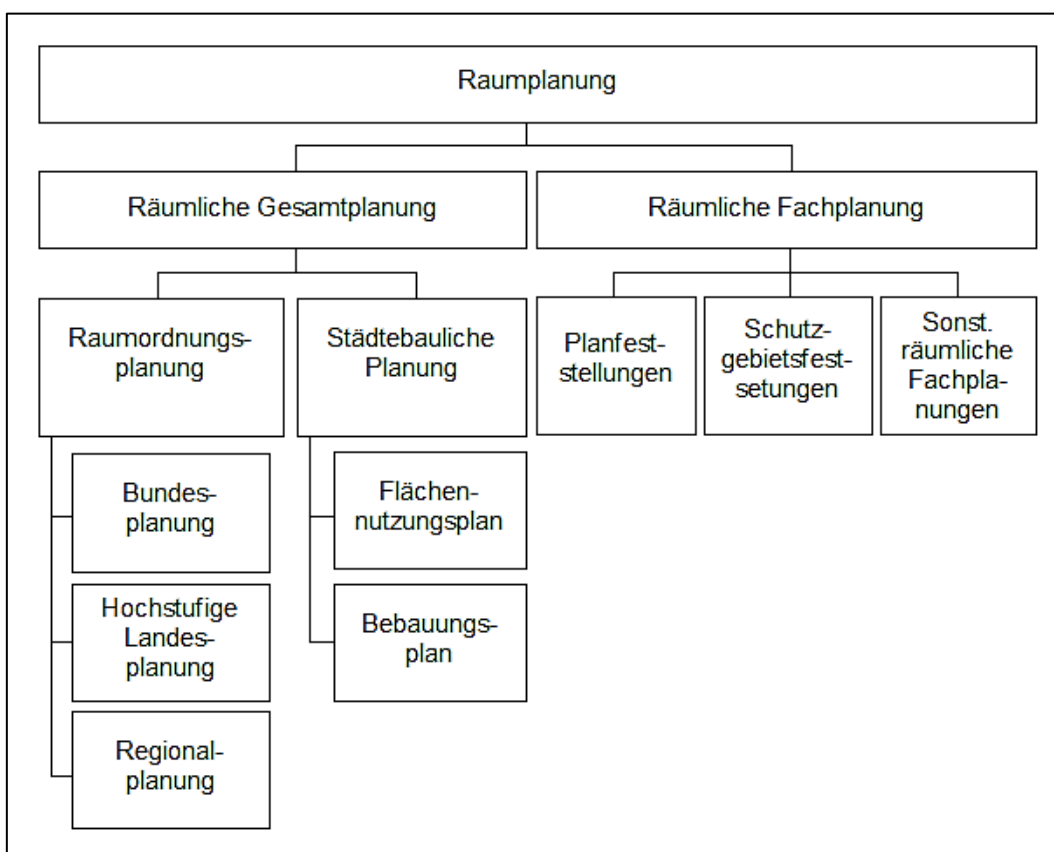 Raumplanung
Räumliche Gesamtplanung
Räumliche Fachplanung
Raumordnungs-
planung
Städtebauliche
Planung
Planfest-
stellungen
Schutz-
gebietsfest-
setungen
Sonst.
räumliche
Fachpla-
nungen
Bundes-
planung
Hochstufige
Landes-
planung
Regional-
planung
Flächen-
nutzungsplan
Bebauungs-
plan